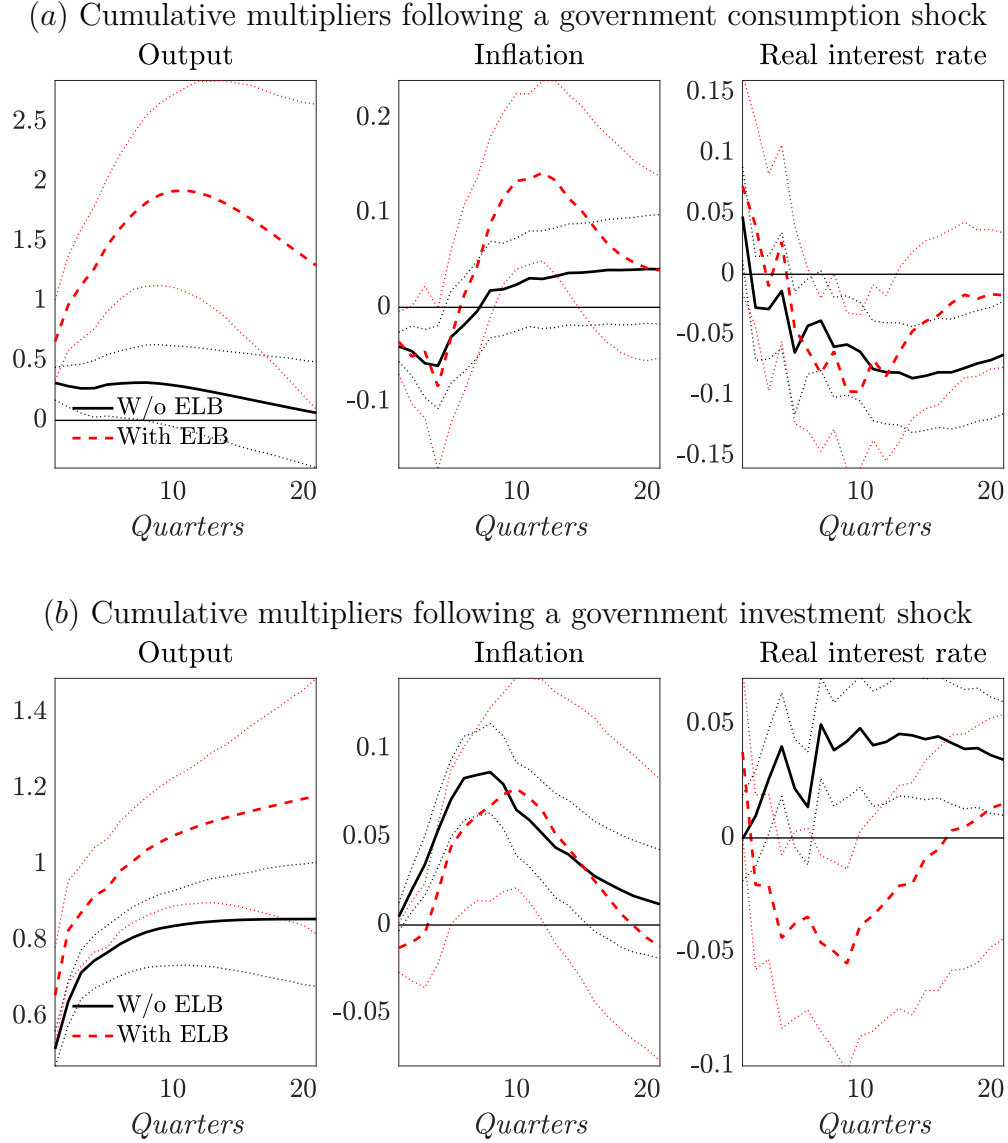 (a) Cumulative multipliers following a government consumption shock
Output
Inflation
Real interest rate
2.5
2
1.5
1
0.5
0
W/o ELB
With ELB
10
20
Quarters
0.2
0.1
0
-0.1
10
20
Quarters
0.15
0.1
0.05
0
-0.05
-0.1
-0.15
10
20
Quarters
(b) Cumulative multipliers following a government investment shock
Output
Inflation
Real interest rate
1.4
1.2
1
0.8
0.6
W/o ELB
With ELB
10
20
Quarters
0.1
0.05
0
-0.05
10
20
Quarters
0.05
0
-0.05
-0.1
10
20
Quarters